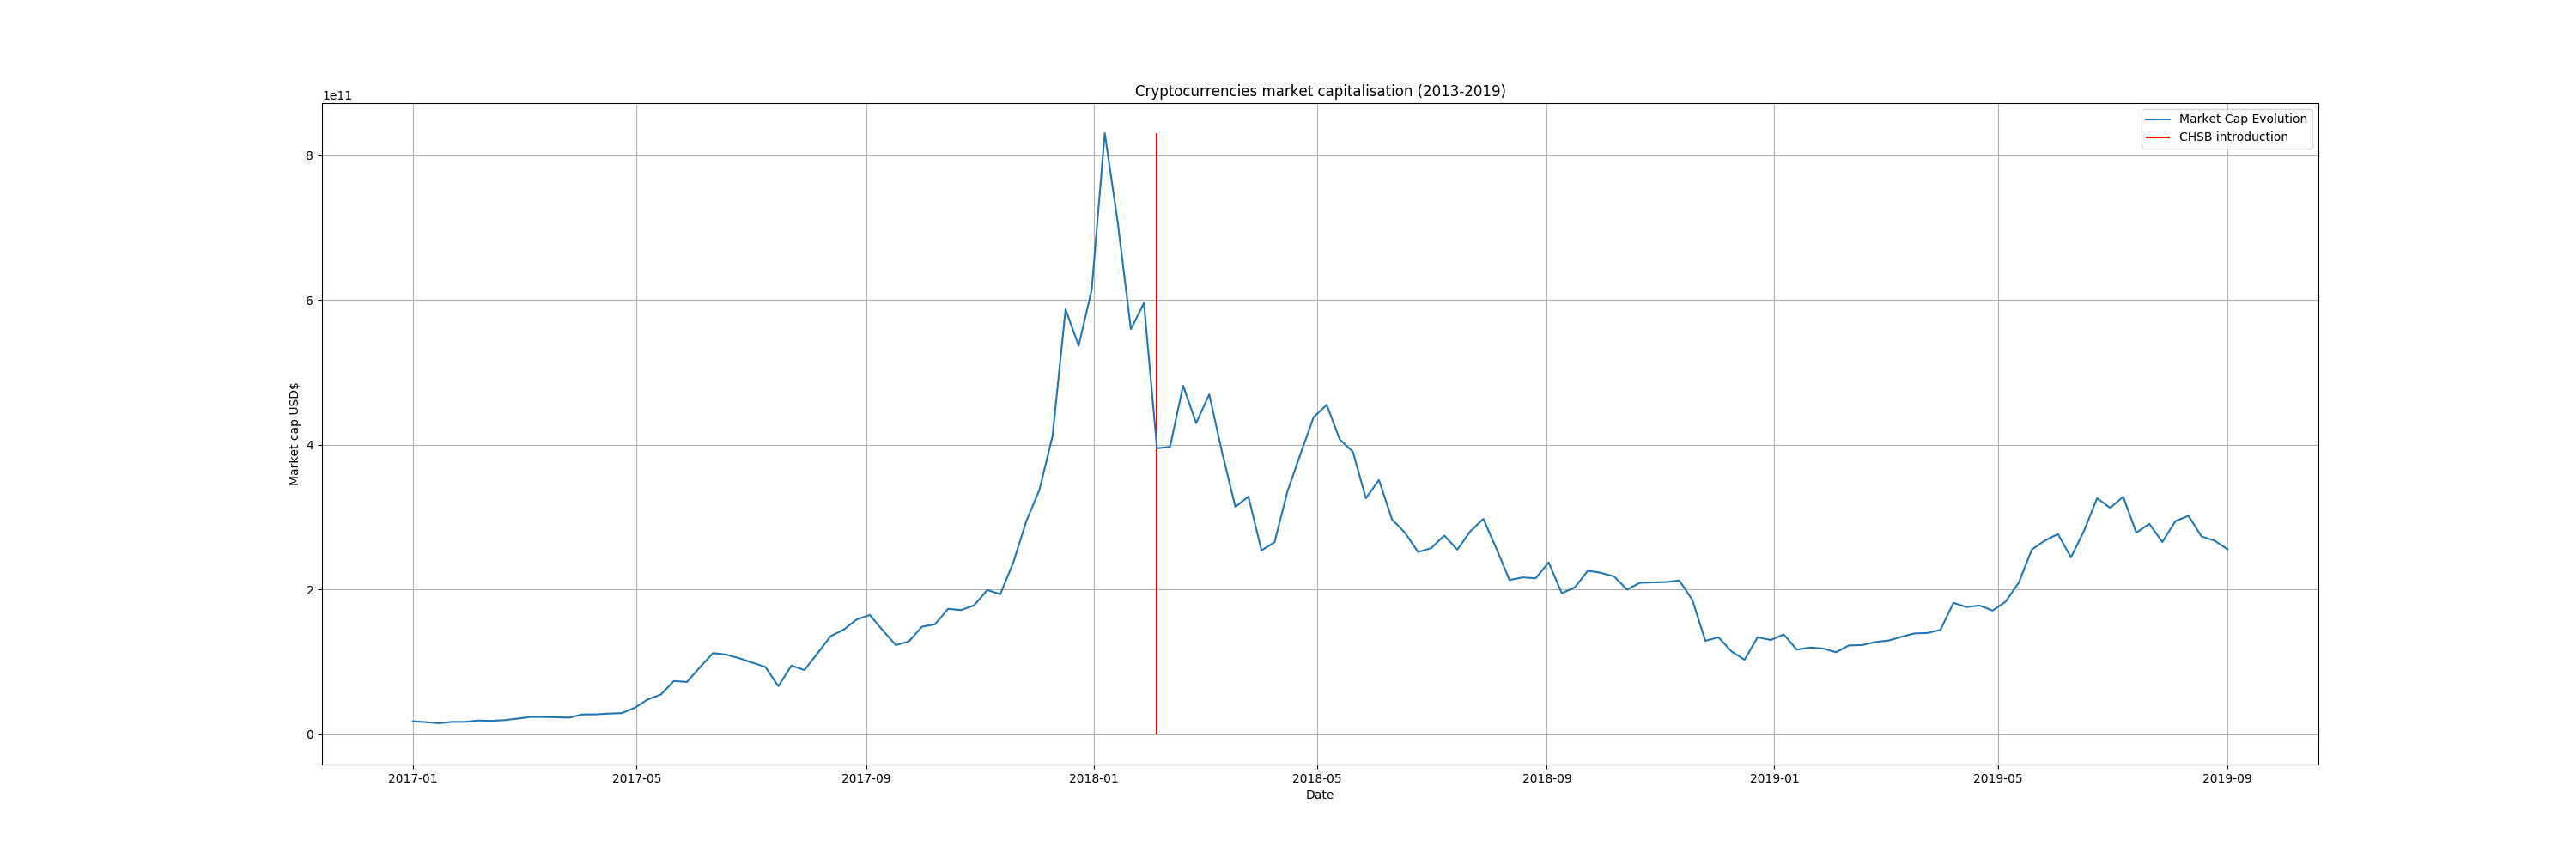 Cryptocurrencies market capitalisation (2013-2019)
1e11
Market Cap Evolution
CHSB introduction
8
6
4
2
0
Market cap USD$
2017-01 2017-05 2017-09 2018-01 2018-05 2018-09 2019-01 2019-05 2019-09
Date